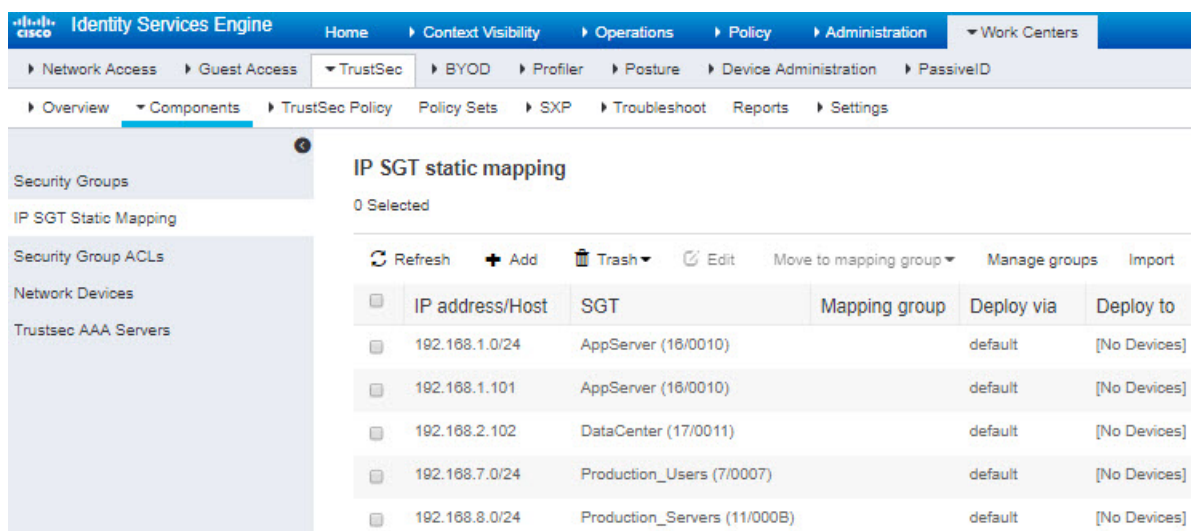 cisco Identity Services Engine Home Context Visibility Operations Policy Administration Work Centers
Network Access Guest Access TrustSec BYOD Profiler Posture Device Administration PassiveID
Overview Components TrustSec Policy Policy Sets SXP Troubleshoot Reports Settings
Security Groups
IP SGT Static Mapping
Security Group ACLs
Network Devices
Trustsec AAA Servers
IP SGT static mapping
0 Selected
Refresh Add Trash Edit Move to mapping group Manage groups Import
IP address/Host SGT Mapping group Deploy via Deploy to
192.168.1.0/24 AppServer (16/0010) default [No Devices]
192.168.1.101 AppServer (16/0010) default [No Devices]
192.168.2.102 DataCenter (17/0011) default [No Devices]
192.168.7.0/24 Production_Users (7/0007) default [No Devices]
192.168.8.0/24 Production_Servers (11/000B) default [No Devices]